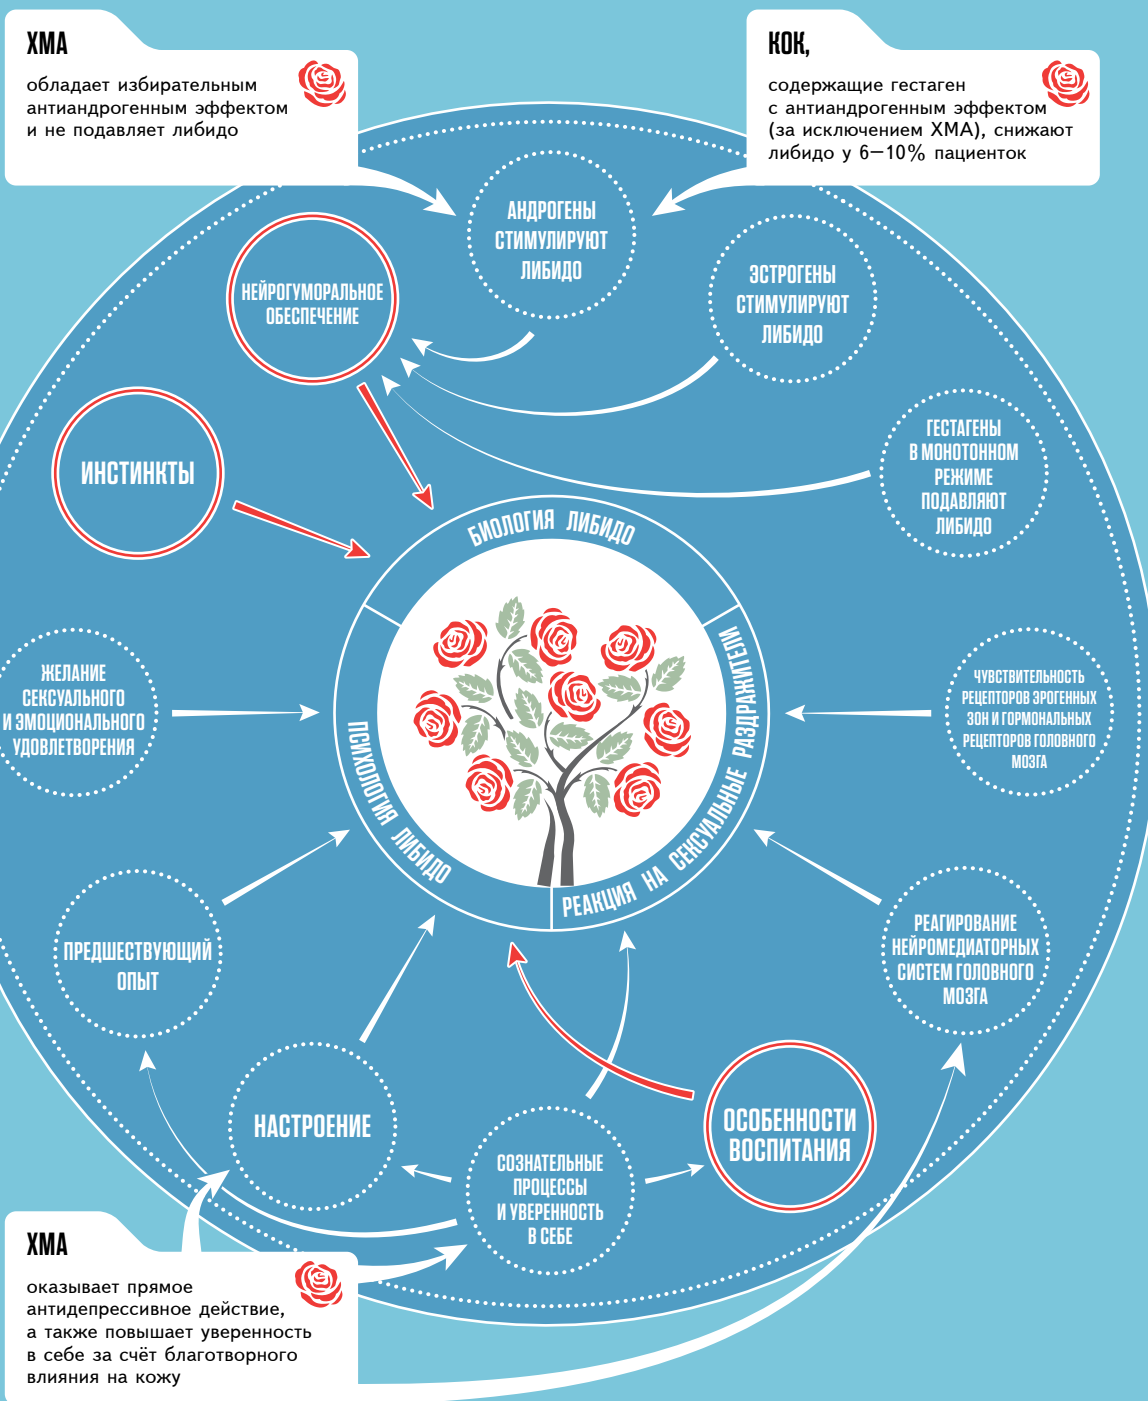 ХМА
обладает избирательным
антиандрогенным эффектом
и не подавляет либидо
КОК,
содержащие гестаген
с антиандрогенным эффектом
(за исключением ХМА), снижают
либидо у 6—10% пациенток
АНДРОГЕНЫ
СТИМУЛИРУЮТ
ЛИБИДО
НЕЙРОГУМОРАЛЬНОЕ
ОБЕСПЕЧЕНИЕ
ЭСТРОГЕНЫ
СТИМУЛИРУЮТ
ЛИБИДО
ИНСТИНКТЫ
ГЕСТАГЕНЫ
В МОНОТОННОМ
РЕЖИМЕ
ПОДАВЛЯЮТ
ЛИБИДО
БИОЛОГИЯ ЛИБИДО
ПСИХОЛОГИЯ ЛИБИДО
РЕАКЦИЯ НА СЕКСУАЛЬНЫЕ РАЗДРАЖИТЕЛИ
ЖЕЛАНИЕ
СЕКСУАЛЬНОГО
И ЭМОЦИОНАЛЬНОГО
УДОВЛЕТВОРЕНИЯ
ЧУВСТВИТЕЛЬНОСТЬ
РЕЦЕПТОРОВ ЭРОГЕННЫХ
ЗОН И ГОРМОНАЛЬНЫХ
РЕЦЕПТОРОВ ГОЛОВНОГО
МОЗГА
ПРЕДШЕСТВУЮЩИЙ
ОПЫТ
РЕАГИРОВАНИЕ
НЕЙРОМЕДИАТОРНЫХ
СИСТЕМ ГОЛОВНОГО
МОЗГА
НАСТРОЕНИЕ
СОЗНАТЕЛЬНЫЕ
ПРОЦЕССЫ
И УВЕРЕННОСТЬ
В СЕБЕ
ОСОБЕННОСТИ
ВОСПИТАНИЯ
ХМА
оказывает прямое
антидепрессивное действие,
а также повышает уверенность
в себе за счёт благотворного
влияния на кожу